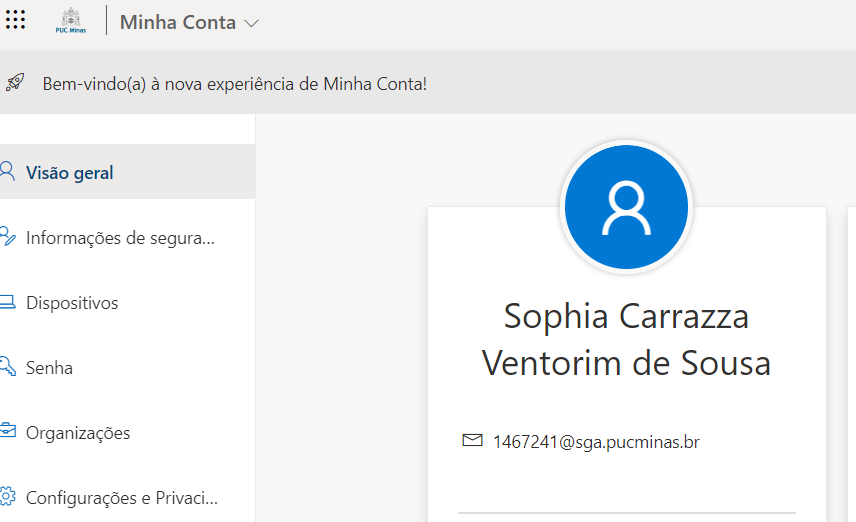 PUC Minas
Minha Conta
Bem-vindo(a) à nova experiência de Minha Conta!
Visão geral
Informações de segura...
Dispositivos
Senha
Organizações
Configurações e Privaci...
Sophia Carrazza
Ventorim de Sousa
1467241@sga.pucminas.br